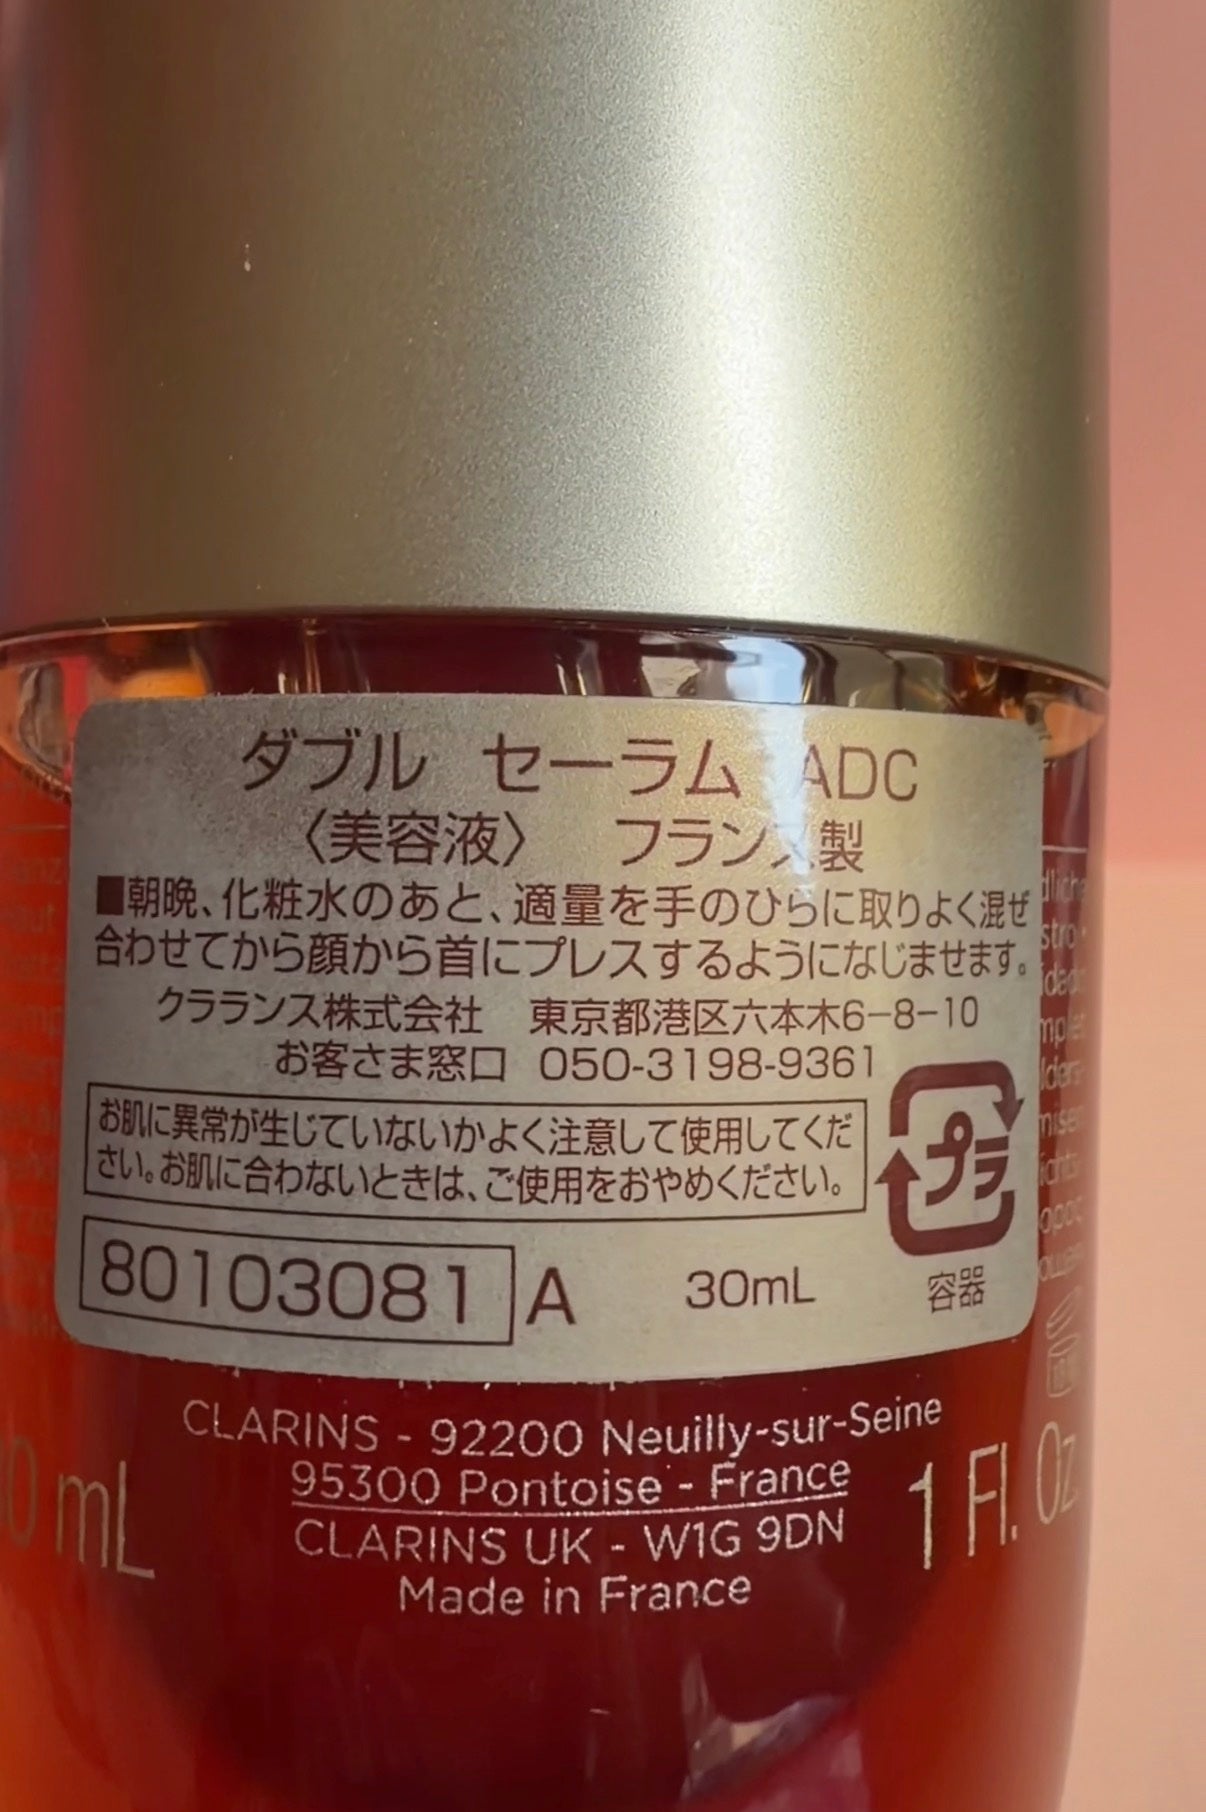 ダブル セーラム ADC
〈美容液〉 フランス製
■朝晩、化粧水のあと、適量を手のひらに取りよく混ぜ
合わせてから顔から首にプレスするようになじませます。
クラランス株式会社 東京都港区六本木6-8-10
お客さま窓口 050-3198-9361
お肌に異常が生じていないかよく注意して使用してくだ
さい。お肌に合わないときは、ご使用をおやめください。
プラ
80103081 A 30mL 容器
CLARINS - 92200 Neuilly-sur-Seine
95300 Pontoise - France
CLARINS UK - W1G 9DN
Made in France
mL
1 Fl. Oz.